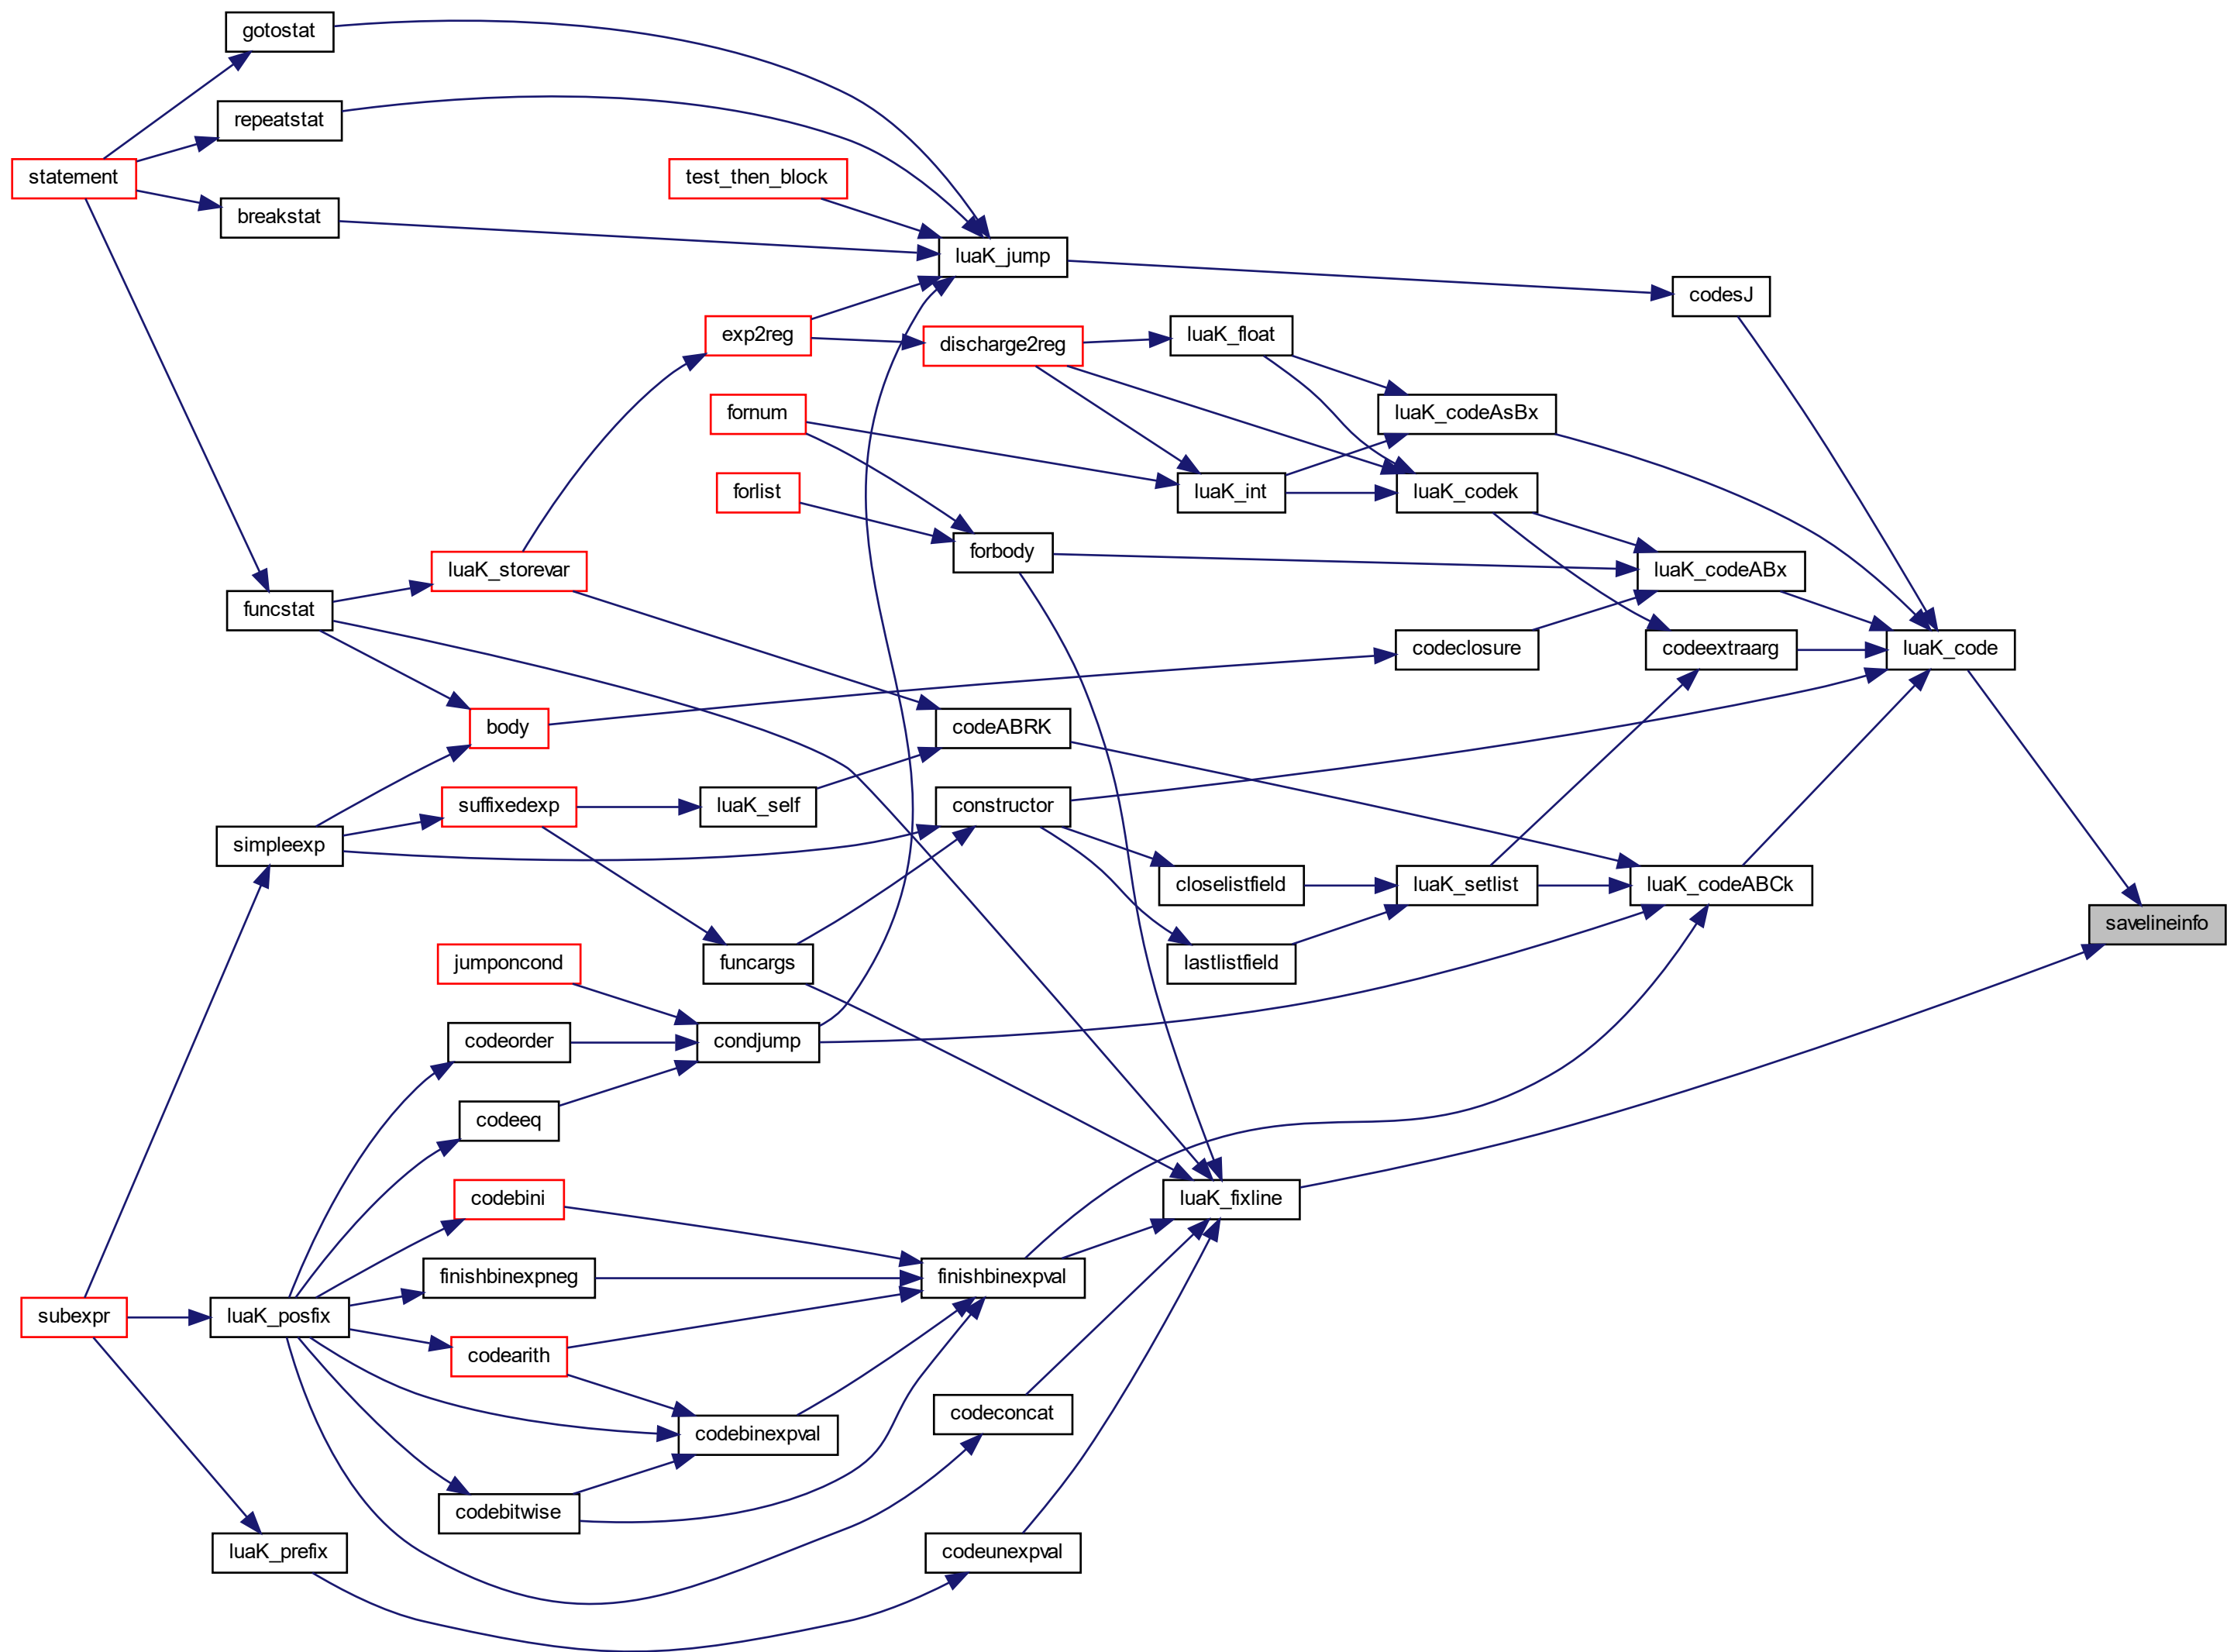 gotostat
repeatstat
statement
test_then_block
breakstat
luaK_jump
codesJ
exp2reg
discharge2reg
luaK_float
fornum
luaK_codeAsBx
forlist
luaK_int
luaK_codek
forbody
luaK_storevar
luaK_codeABx
funcstat
codeclosure
codeextraarg
luaK_code
body
codeABRK
suffixedexp
luaK_self
constructor
simpleexp
closelistfield
luaK_setlist
luaK_codeABCk
savelineinfo
jumponcond
funcargs
lastlistfield
codeorder
condjump
codeeq
codebini
luaK_fixline
finishbinexpneg
finishbinexpval
subexpr
luaK_posfix
codearith
codeconcat
codebinexpval
codebitwise
luaK_prefix
codeunexpval